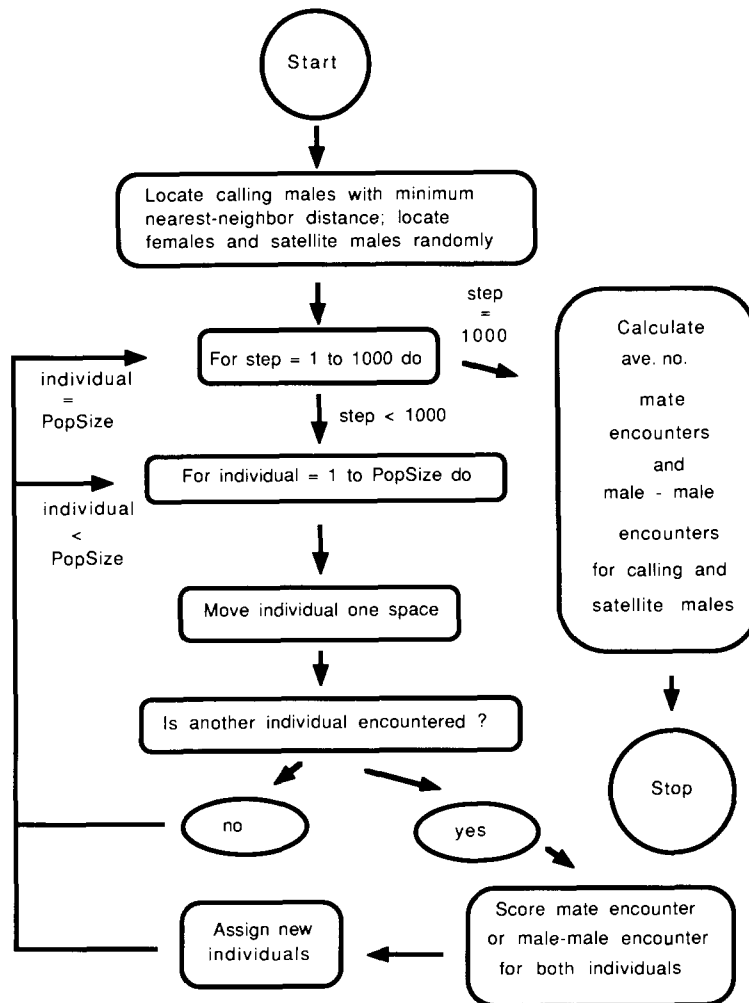 Start
Locate calling males with minimum
nearest-neighbor distance; locate
females and satellite males randomly
step
=
1000
For step = 1 to 1000 do
individual
=
PopSize
step < 1000
For individual = 1 to PopSize do
individual
<
PopSize
Move individual one space
Is another individual encountered ?
no
yes
Score mate encounter
or male-male encounter
for both individuals
Assign new
individuals
Calculate
ave. no.
mate
encounters
and
male - male
encounters
for calling and
satellite males
Stop